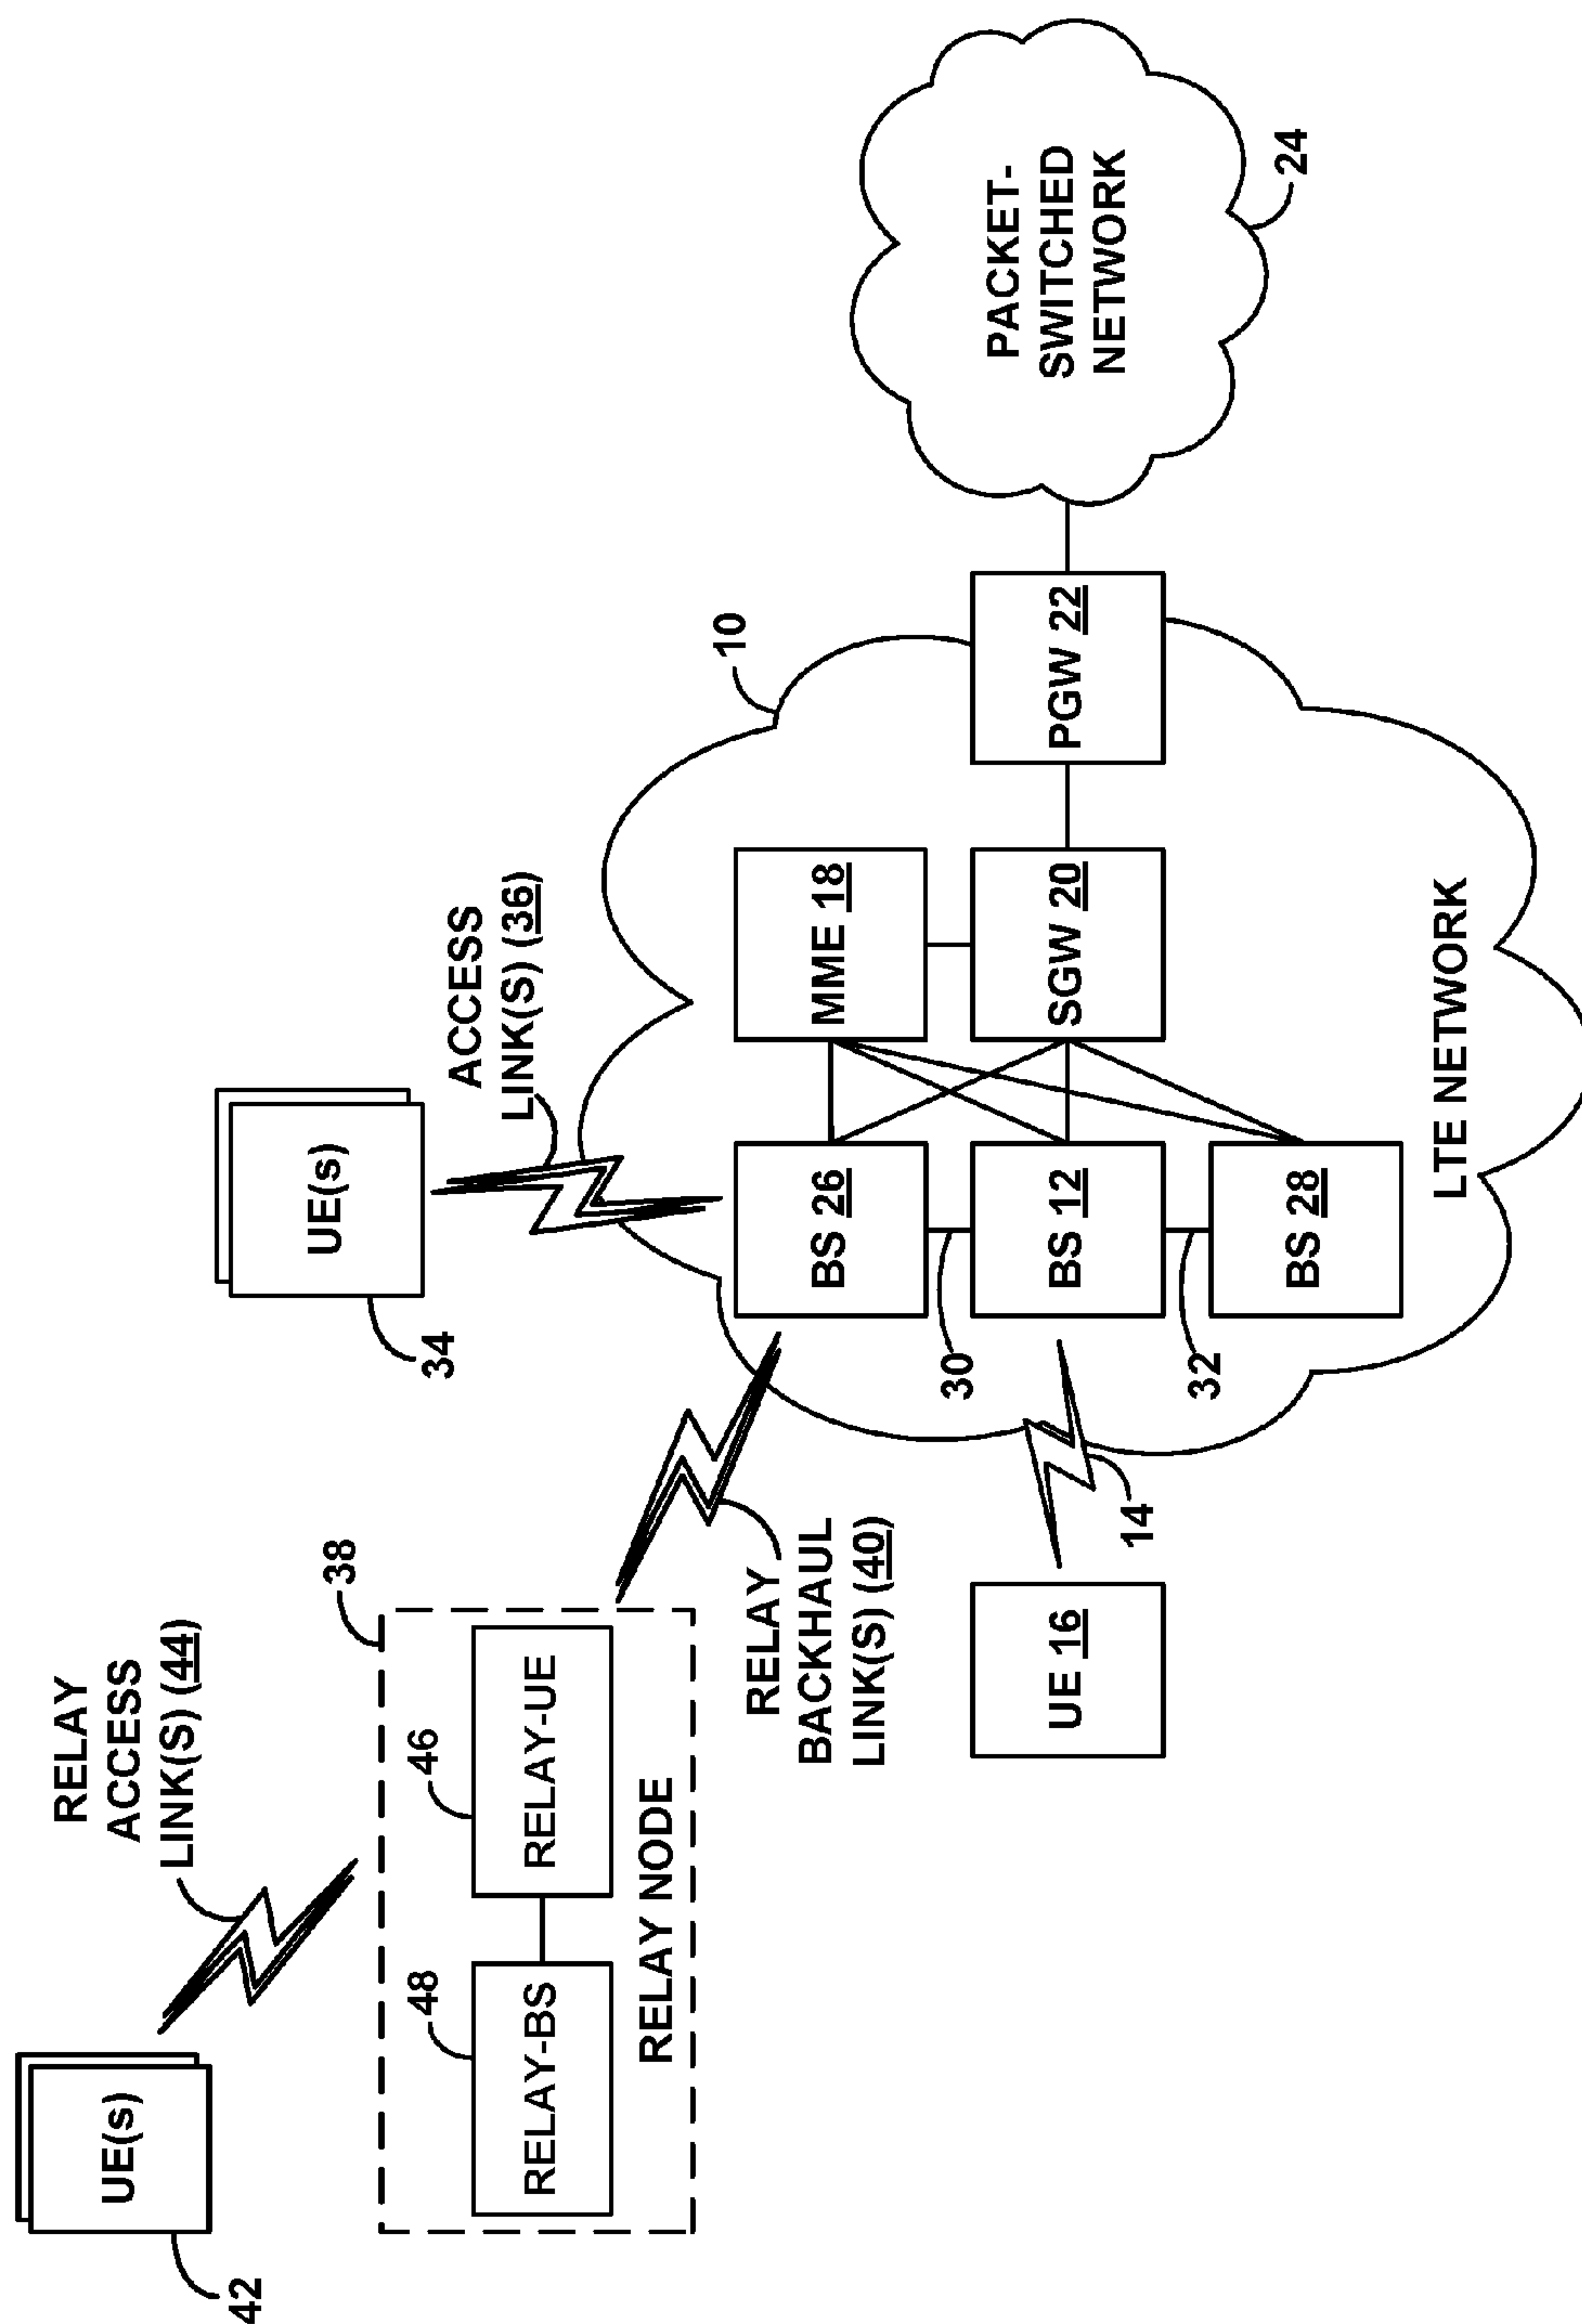 42
UE(s)
RELAY
ACCESS
LINK(S) (44)
38
48
RELAY-BS
46
RELAY-UE
RELAY NODE
RELAY
BACKHAUL
LINK(S) (40)
UE 16
14
34
UE(s)
ACCESS
LINK(S) (36)
10
BS 26
30
BS 12
32
BS 28
MME 18
SGW 20
PGW 22
LTE NETWORK
PACKET-
SWITCHED
NETWORK
24